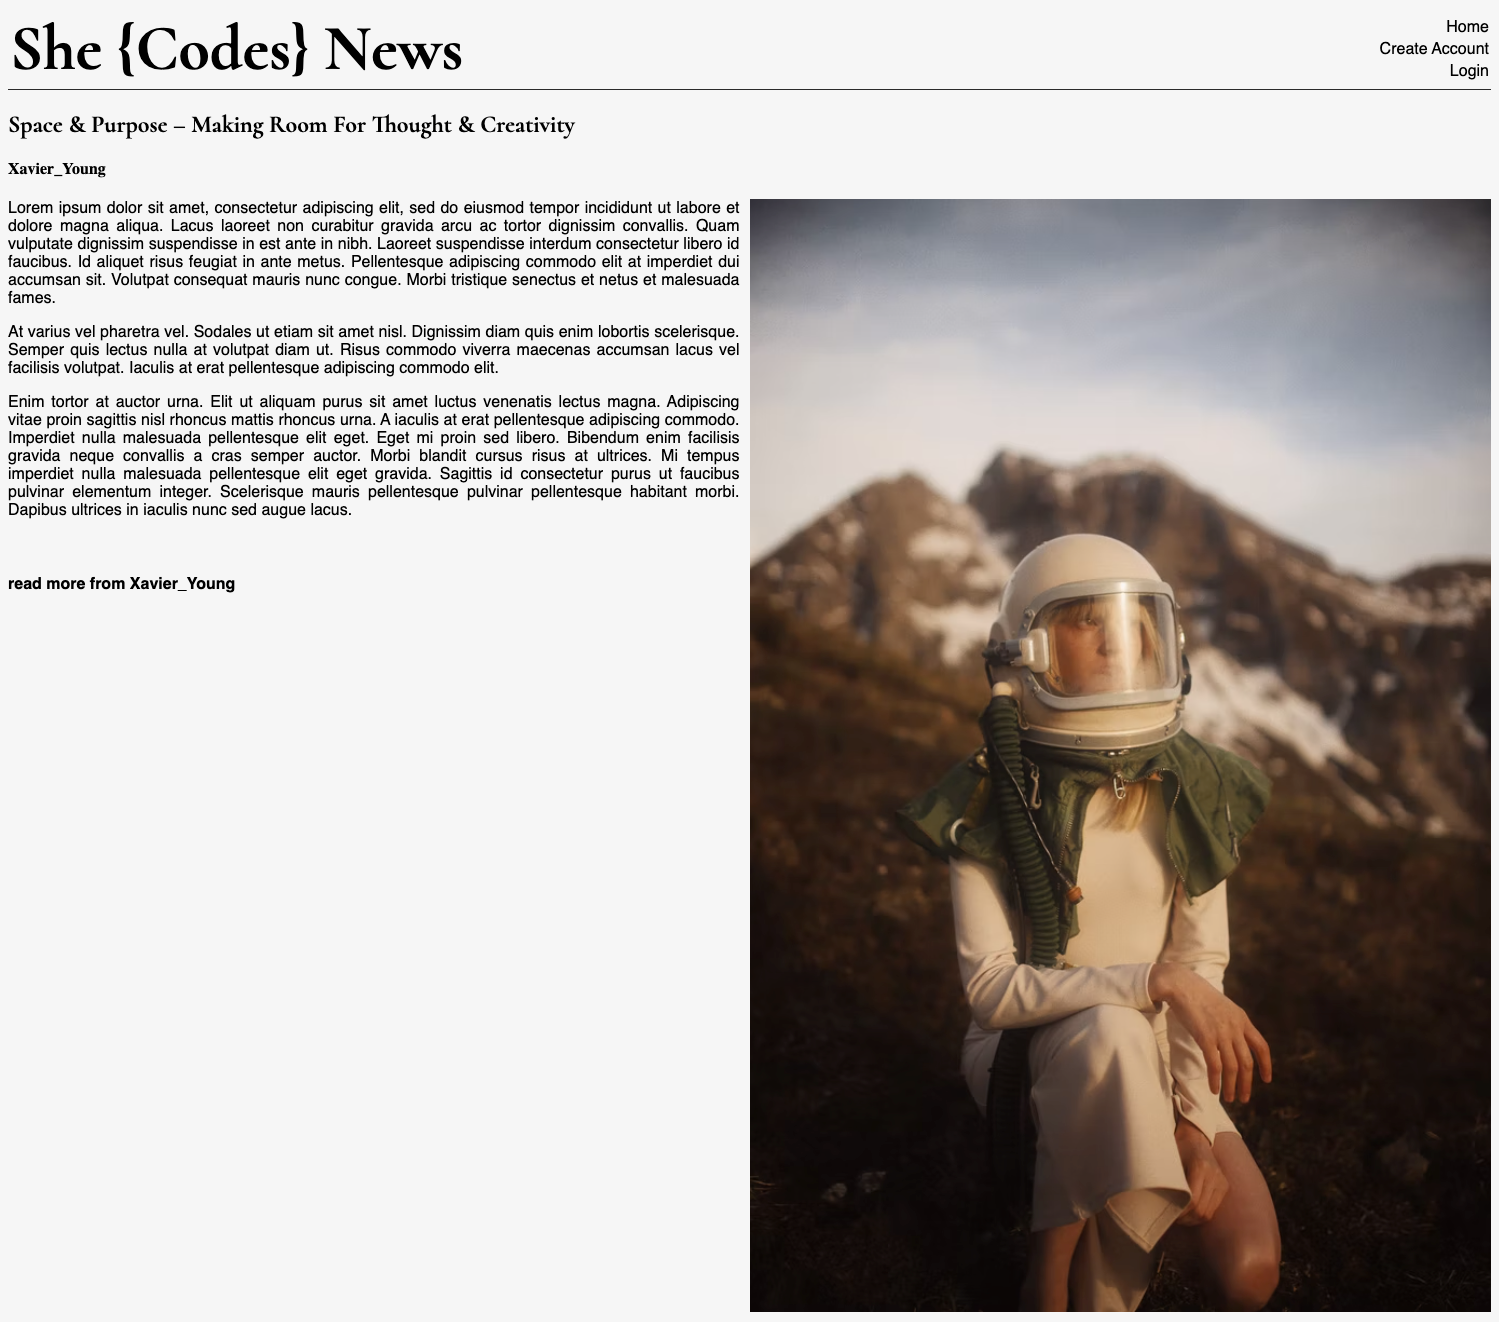 She {Codes} News
Home
Create Account
Login
Space & Purpose – Making Room For Thought & Creativity
Xavier_Young
Lorem ipsum dolor sit amet, consectetur adipiscing elit, sed do eiusmod tempor incididunt ut labore et
dolore magna aliqua. Lacus laoreet non curabitur gravida arcu ac tortor dignissim convallis. Quam
vulputate dignissim suspendisse in est ante in nibh. Laoreet suspendisse interdum consectetur libero id
faucibus. Id aliquet risus feugiat in ante metus. Pellentesque adipiscing commodo elit at imperdiet dui
accumsan sit. Volutpat consequat mauris nunc congue. Morbi tristique senectus et netus et malesuada
fames.
At varius vel pharetra vel. Sodales ut etiam sit amet nisl. Dignissim diam quis enim lobortis scelerisque.
Semper quis lectus nulla at volutpat diam ut. Risus commodo viverra maecenas accumsan lacus vel
facilisis volutpat. Iaculis at erat pellentesque adipiscing commodo elit.
Enim tortor at auctor urna. Elit ut aliquam purus sit amet luctus venenatis lectus magna. Adipiscing
vitae proin sagittis nisl rhoncus mattis rhoncus urna. A iaculis at erat pellentesque adipiscing commodo.
Imperdiet nulla malesuada pellentesque elit eget. Eget mi proin sed libero. Bibendum enim facilisis
gravida neque convallis a cras semper auctor. Morbi blandit cursus risus at ultrices. Mi tempus
imperdiet nulla malesuada pellentesque elit eget gravida. Sagittis id consectetur purus ut faucibus
pulvinar elementum integer. Scelerisque mauris pellentesque pulvinar pellentesque habitant morbi.
Dapibus ultrices in iaculis nunc sed augue lacus.
read more from Xavier_Young